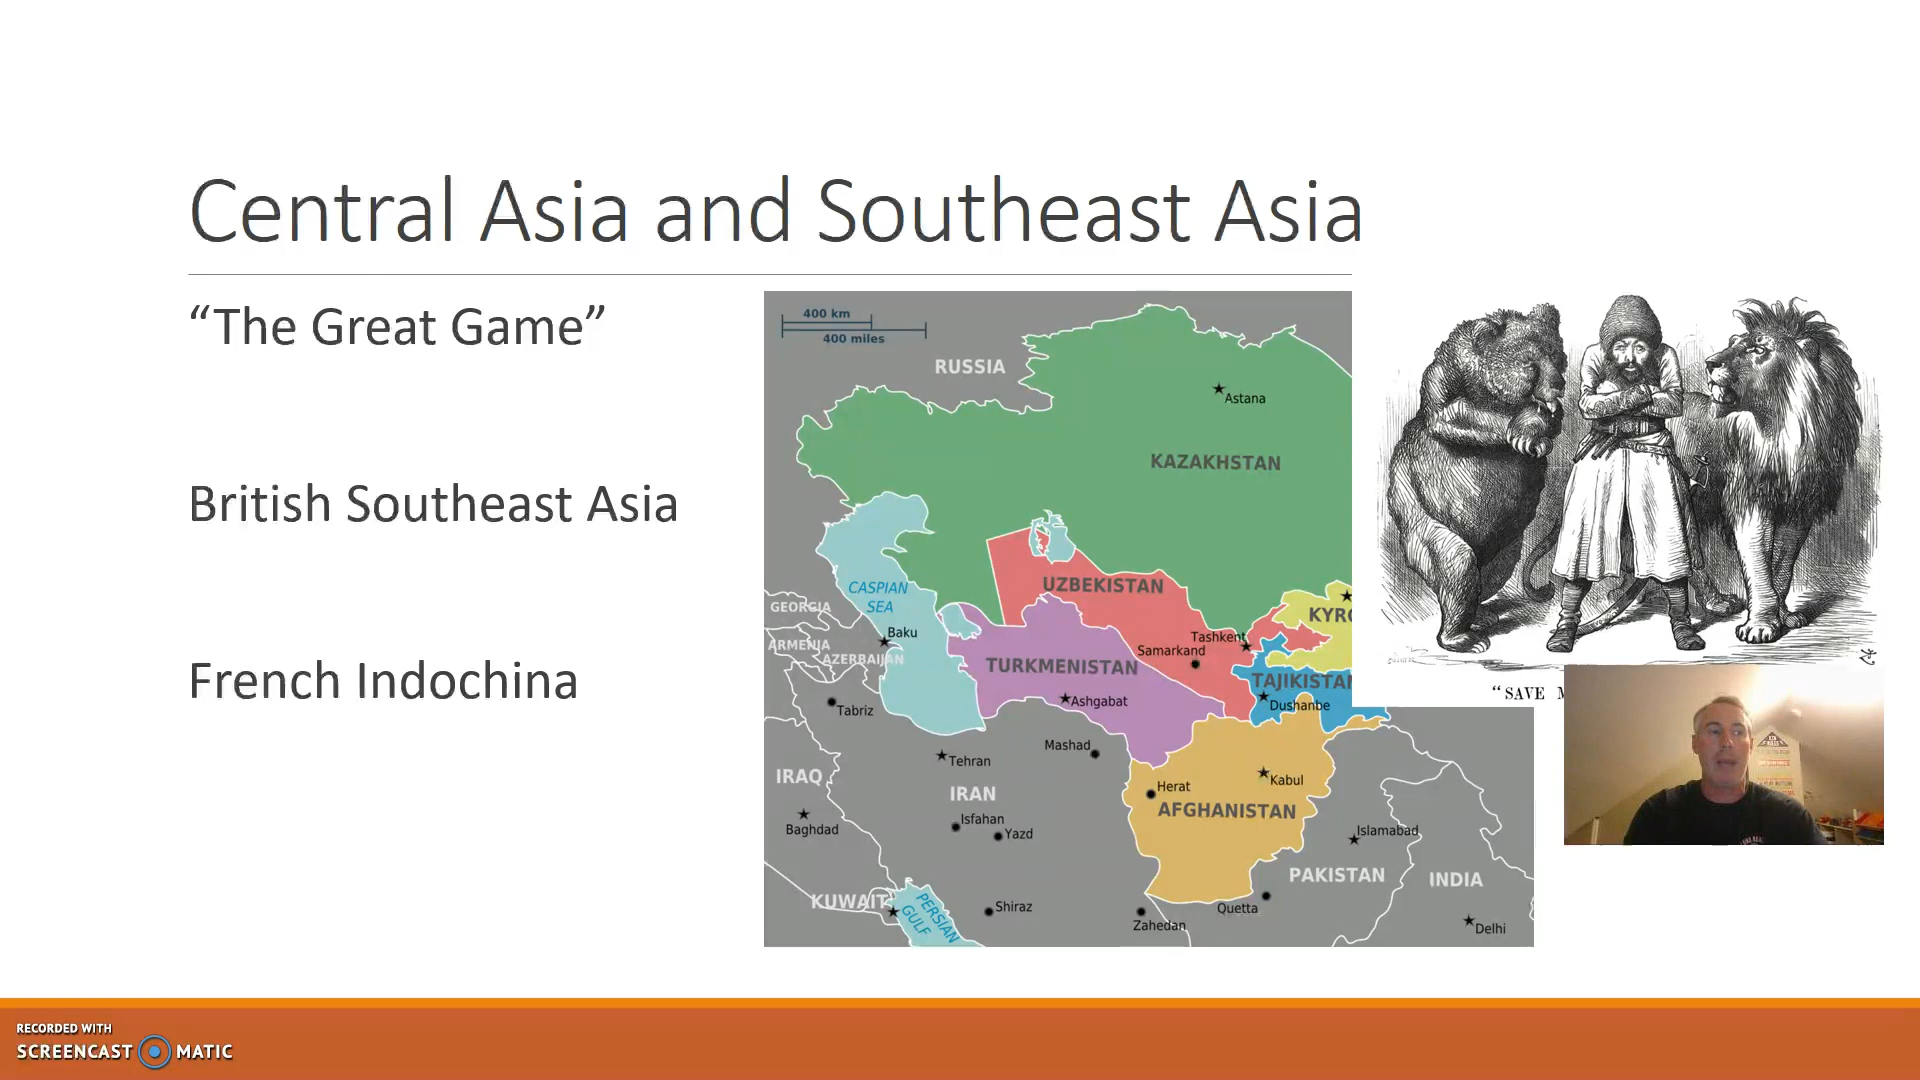 Central Asia and Southeast Asia
“The Great Game”
British Southeast Asia
French Indochina
400 km
400 miles
RUSSIA
Astana
KAZAKHSTAN
CASPIAN
SEA
UZBEKISTAN
GEORGIA
KYRG
Baku
Tashkent
ARMENIA
Samarkand
AZERBAIJAN
TURKMENISTAN
TAJIKISTAN
Ashgabat
Dushanbe
Tabriz
Mashad
Tehran
IRAQ
Herat
Kabul
IRAN
AFGHANISTAN
Isfahan
Baghdad
Yazd
Islamabad
PAKISTAN
INDIA
KUWAIT
PERSIAN
GULF
Shiraz
Quetta
Zahedan
Delhi
“SAVE M
RECORDED WITH
SCREENCAST MATIC